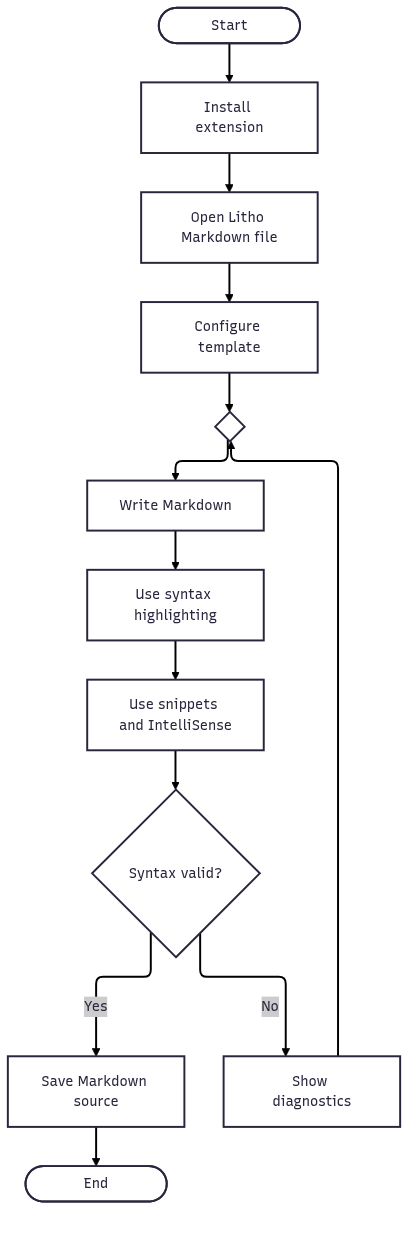 Start
Install
extension
Open Litho
Markdown file
Configure
template
Write Markdown
Use syntax
highlighting
Use snippets
and IntelliSense
Syntax valid?
Yes
No
Save Markdown
source
Show
diagnostics
End